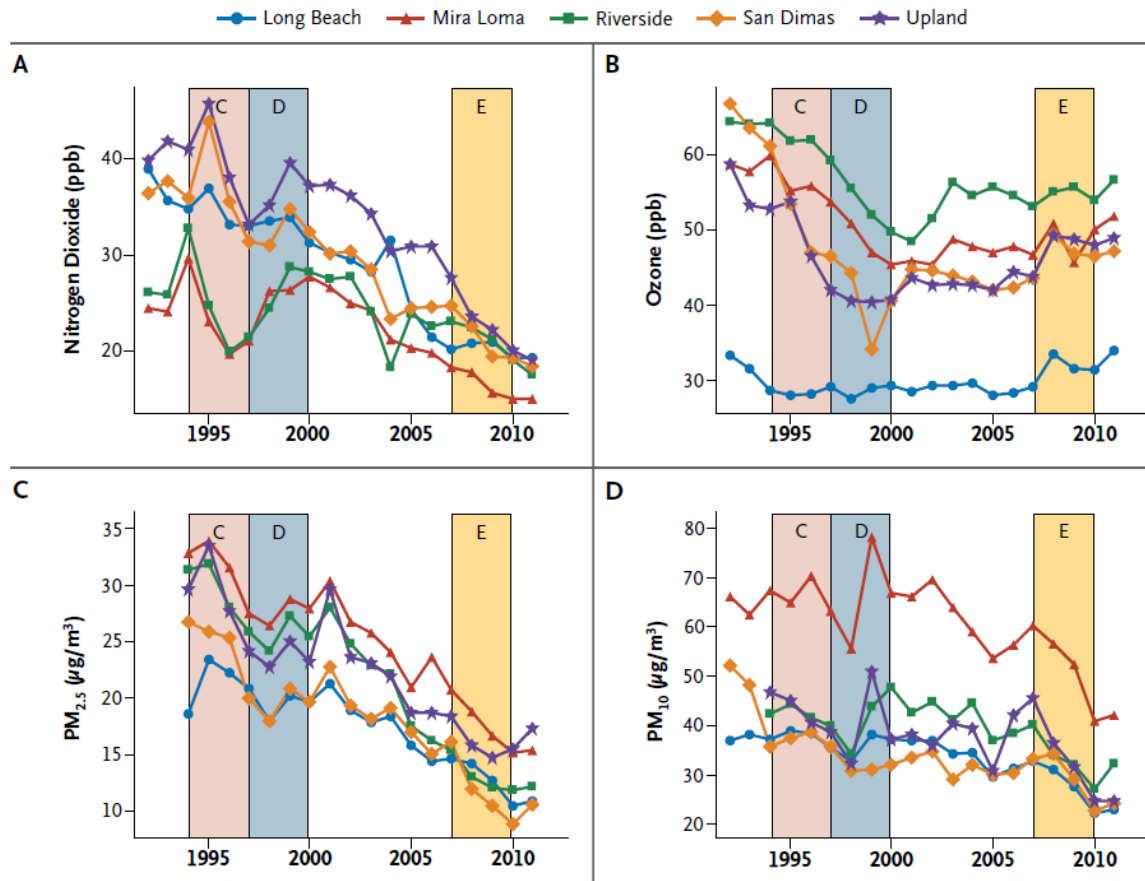 Long Beach Mira Loma Riverside San Dimas Upland
A
C D E
Nitrogen Dioxide (ppb)
40
30
20
1995 2000 2005 2010
B
C D E
Ozone (ppb)
60
50
40
30
1995 2000 2005 2010
C
C D E
PM2.5 (µg/m³)
35
30
25
20
15
10
1995 2000 2005 2010
D
C D E
PM10 (µg/m³)
80
70
60
50
40
30
20
1995 2000 2005 2010